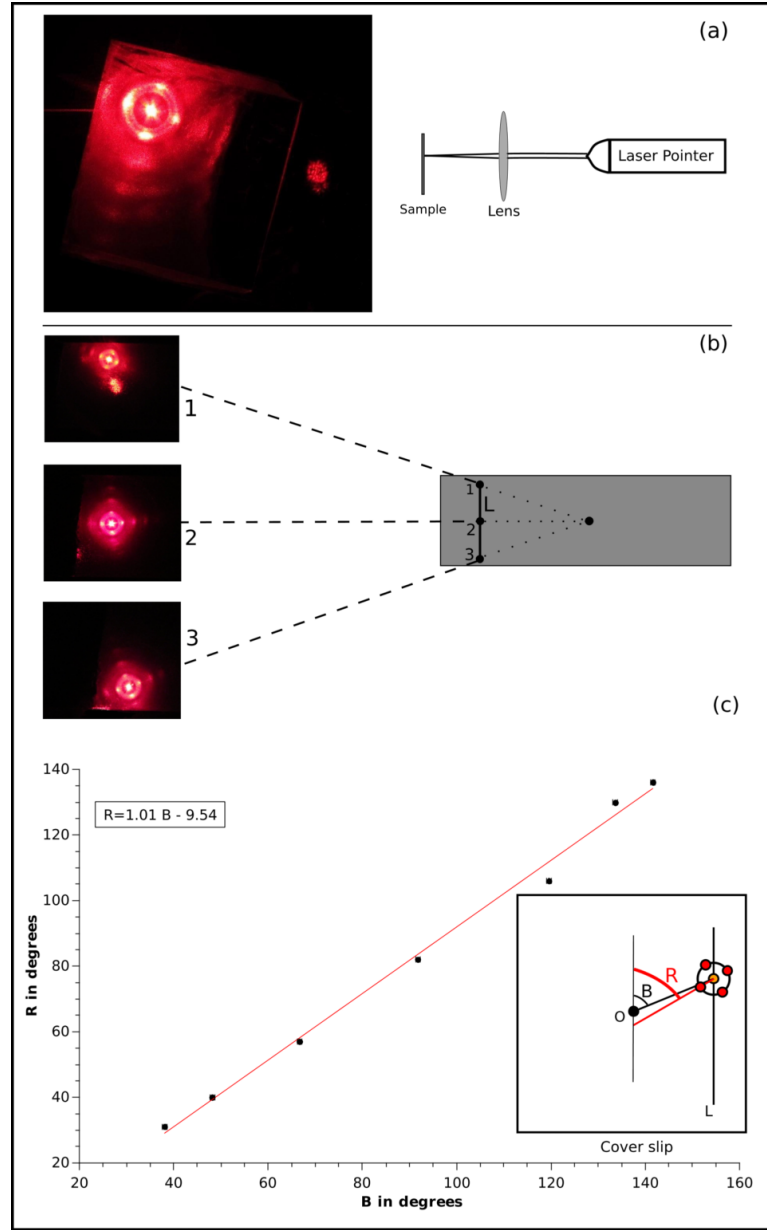 (a)
Laser Pointer
Sample
Lens
(b)
1
2
3
1
L
2
3
(c)
R=1.01 B - 9.54
R in degrees
140
120
100
80
60
40
20
20 40 60 80 100 120 140 160
B in degrees
R
B
O
L
Cover slip